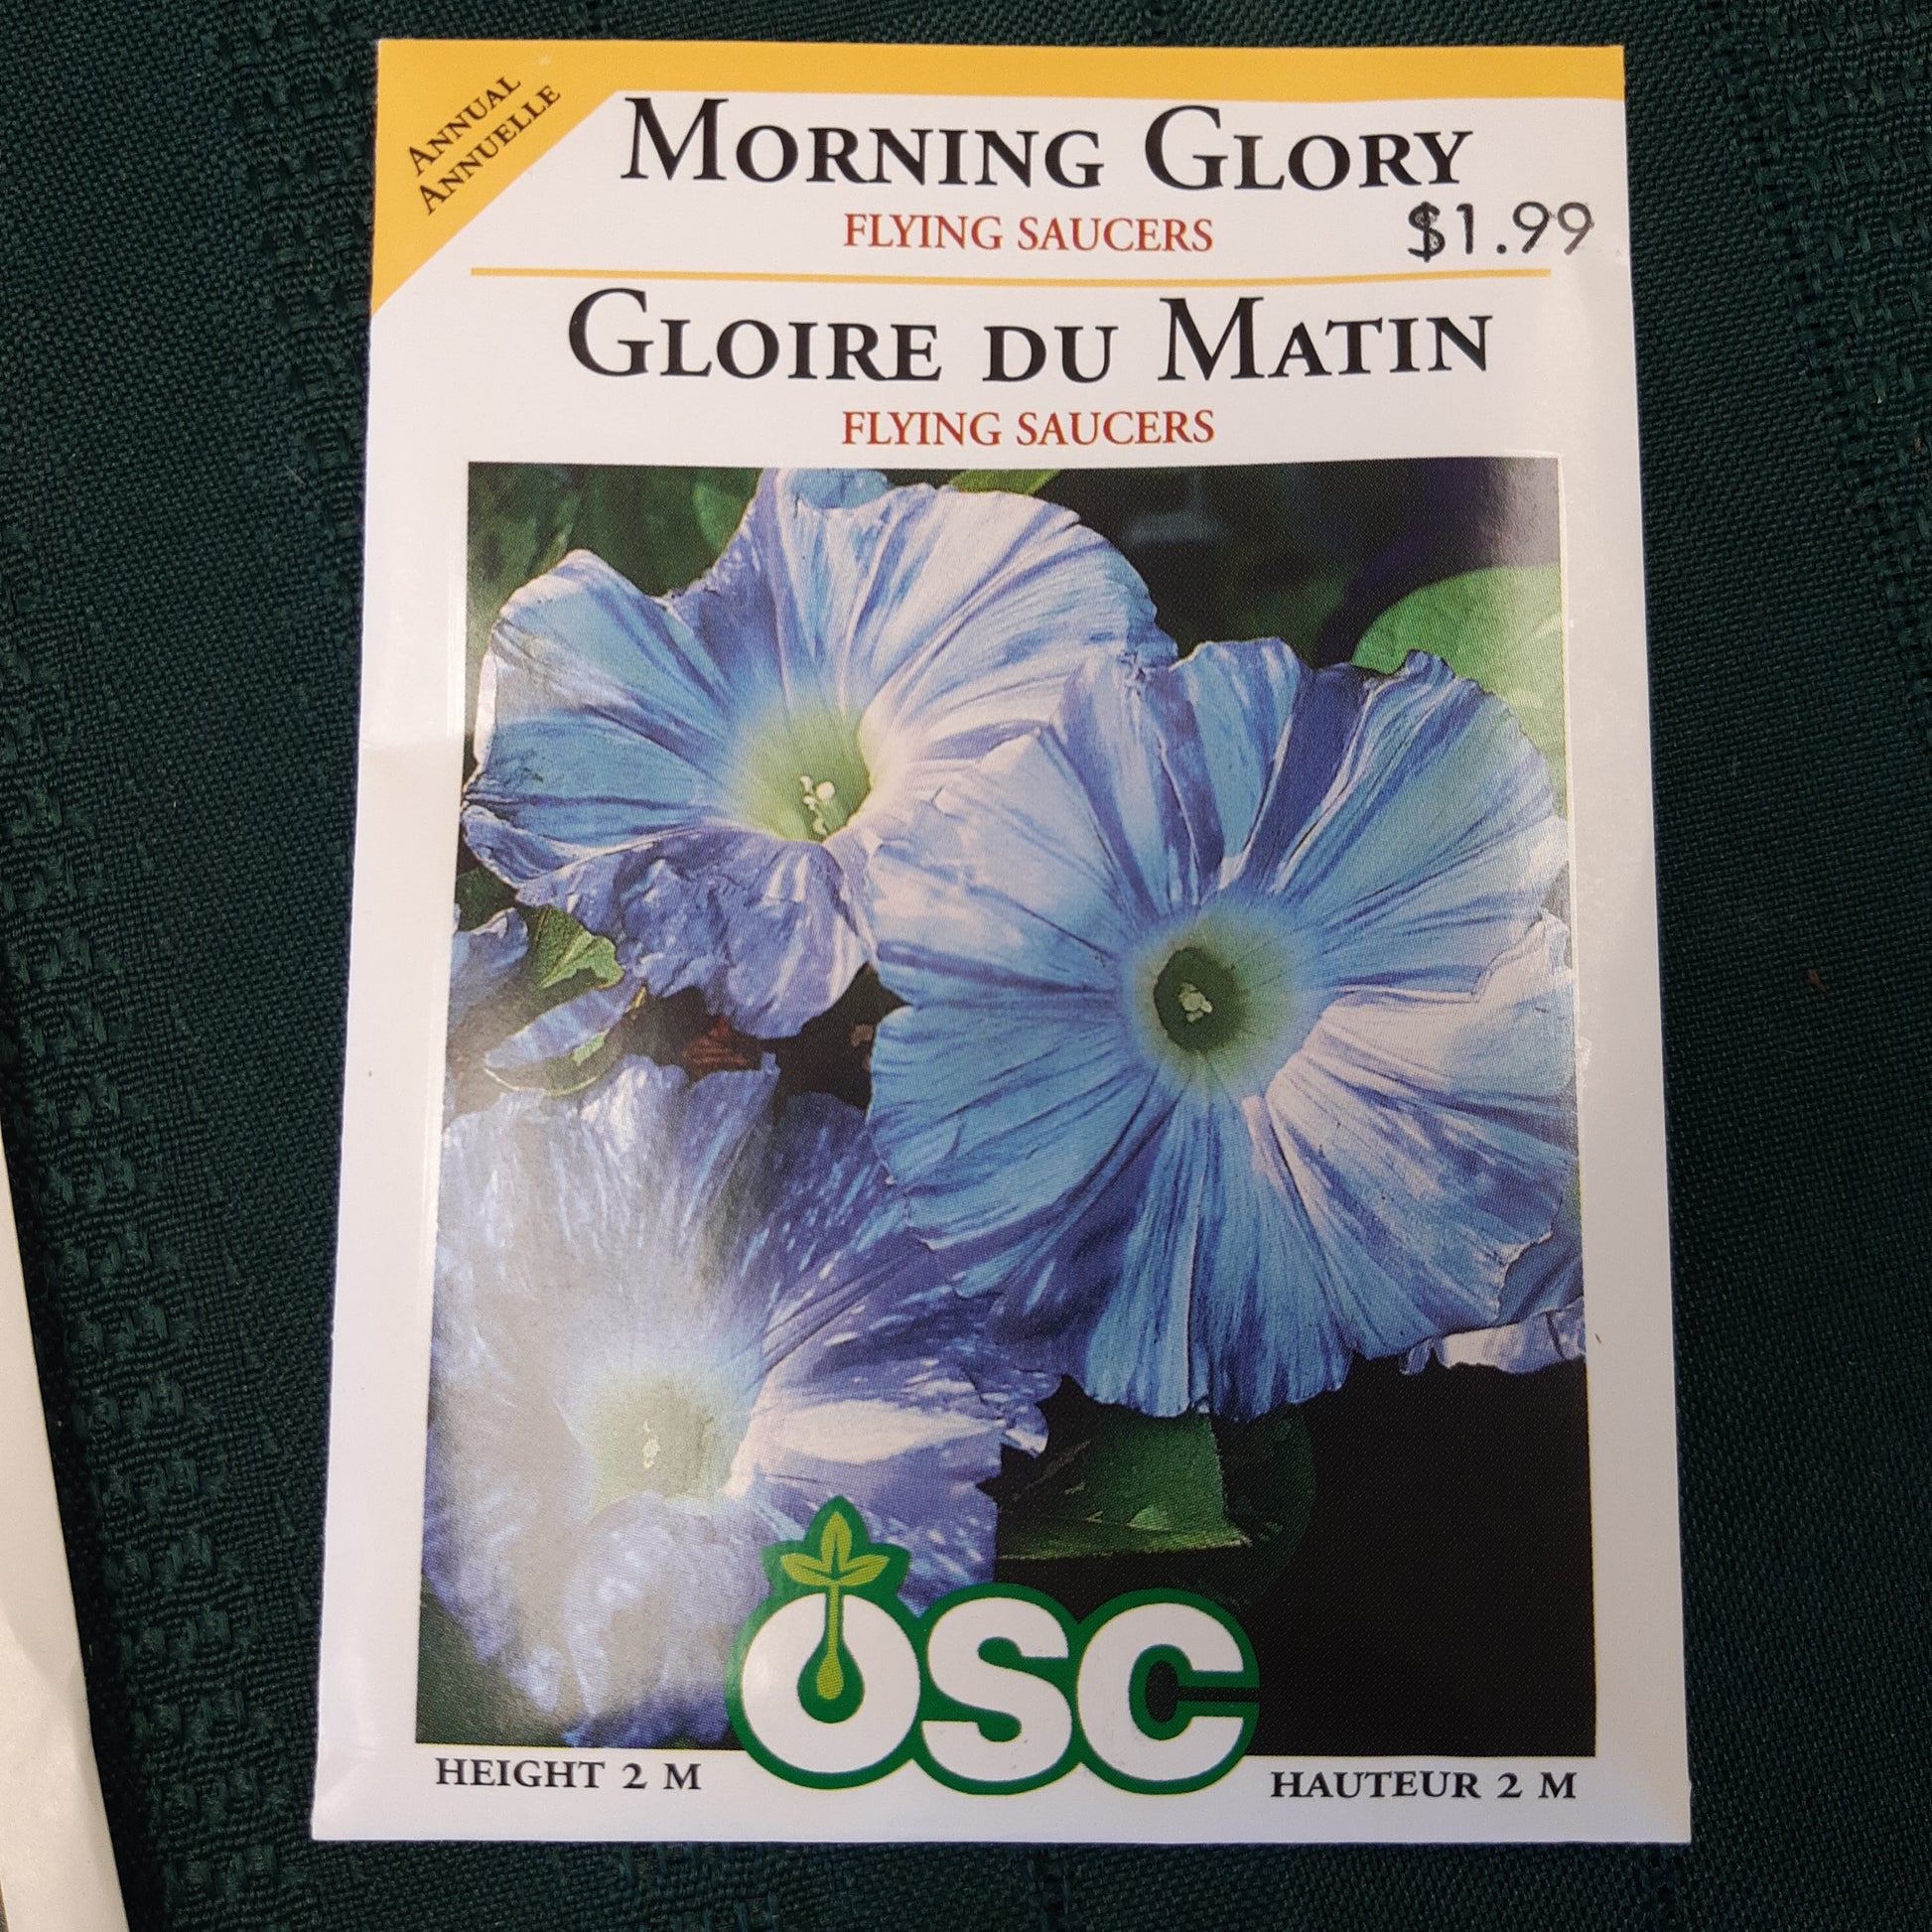 ANNUAL
ANNUELLE
MORNING GLORY
FLYING SAUCERS
$1.99
GLOIRE DU MATIN
FLYING SAUCERS
OSC
HEIGHT 2 M
HAUTEUR 2 M